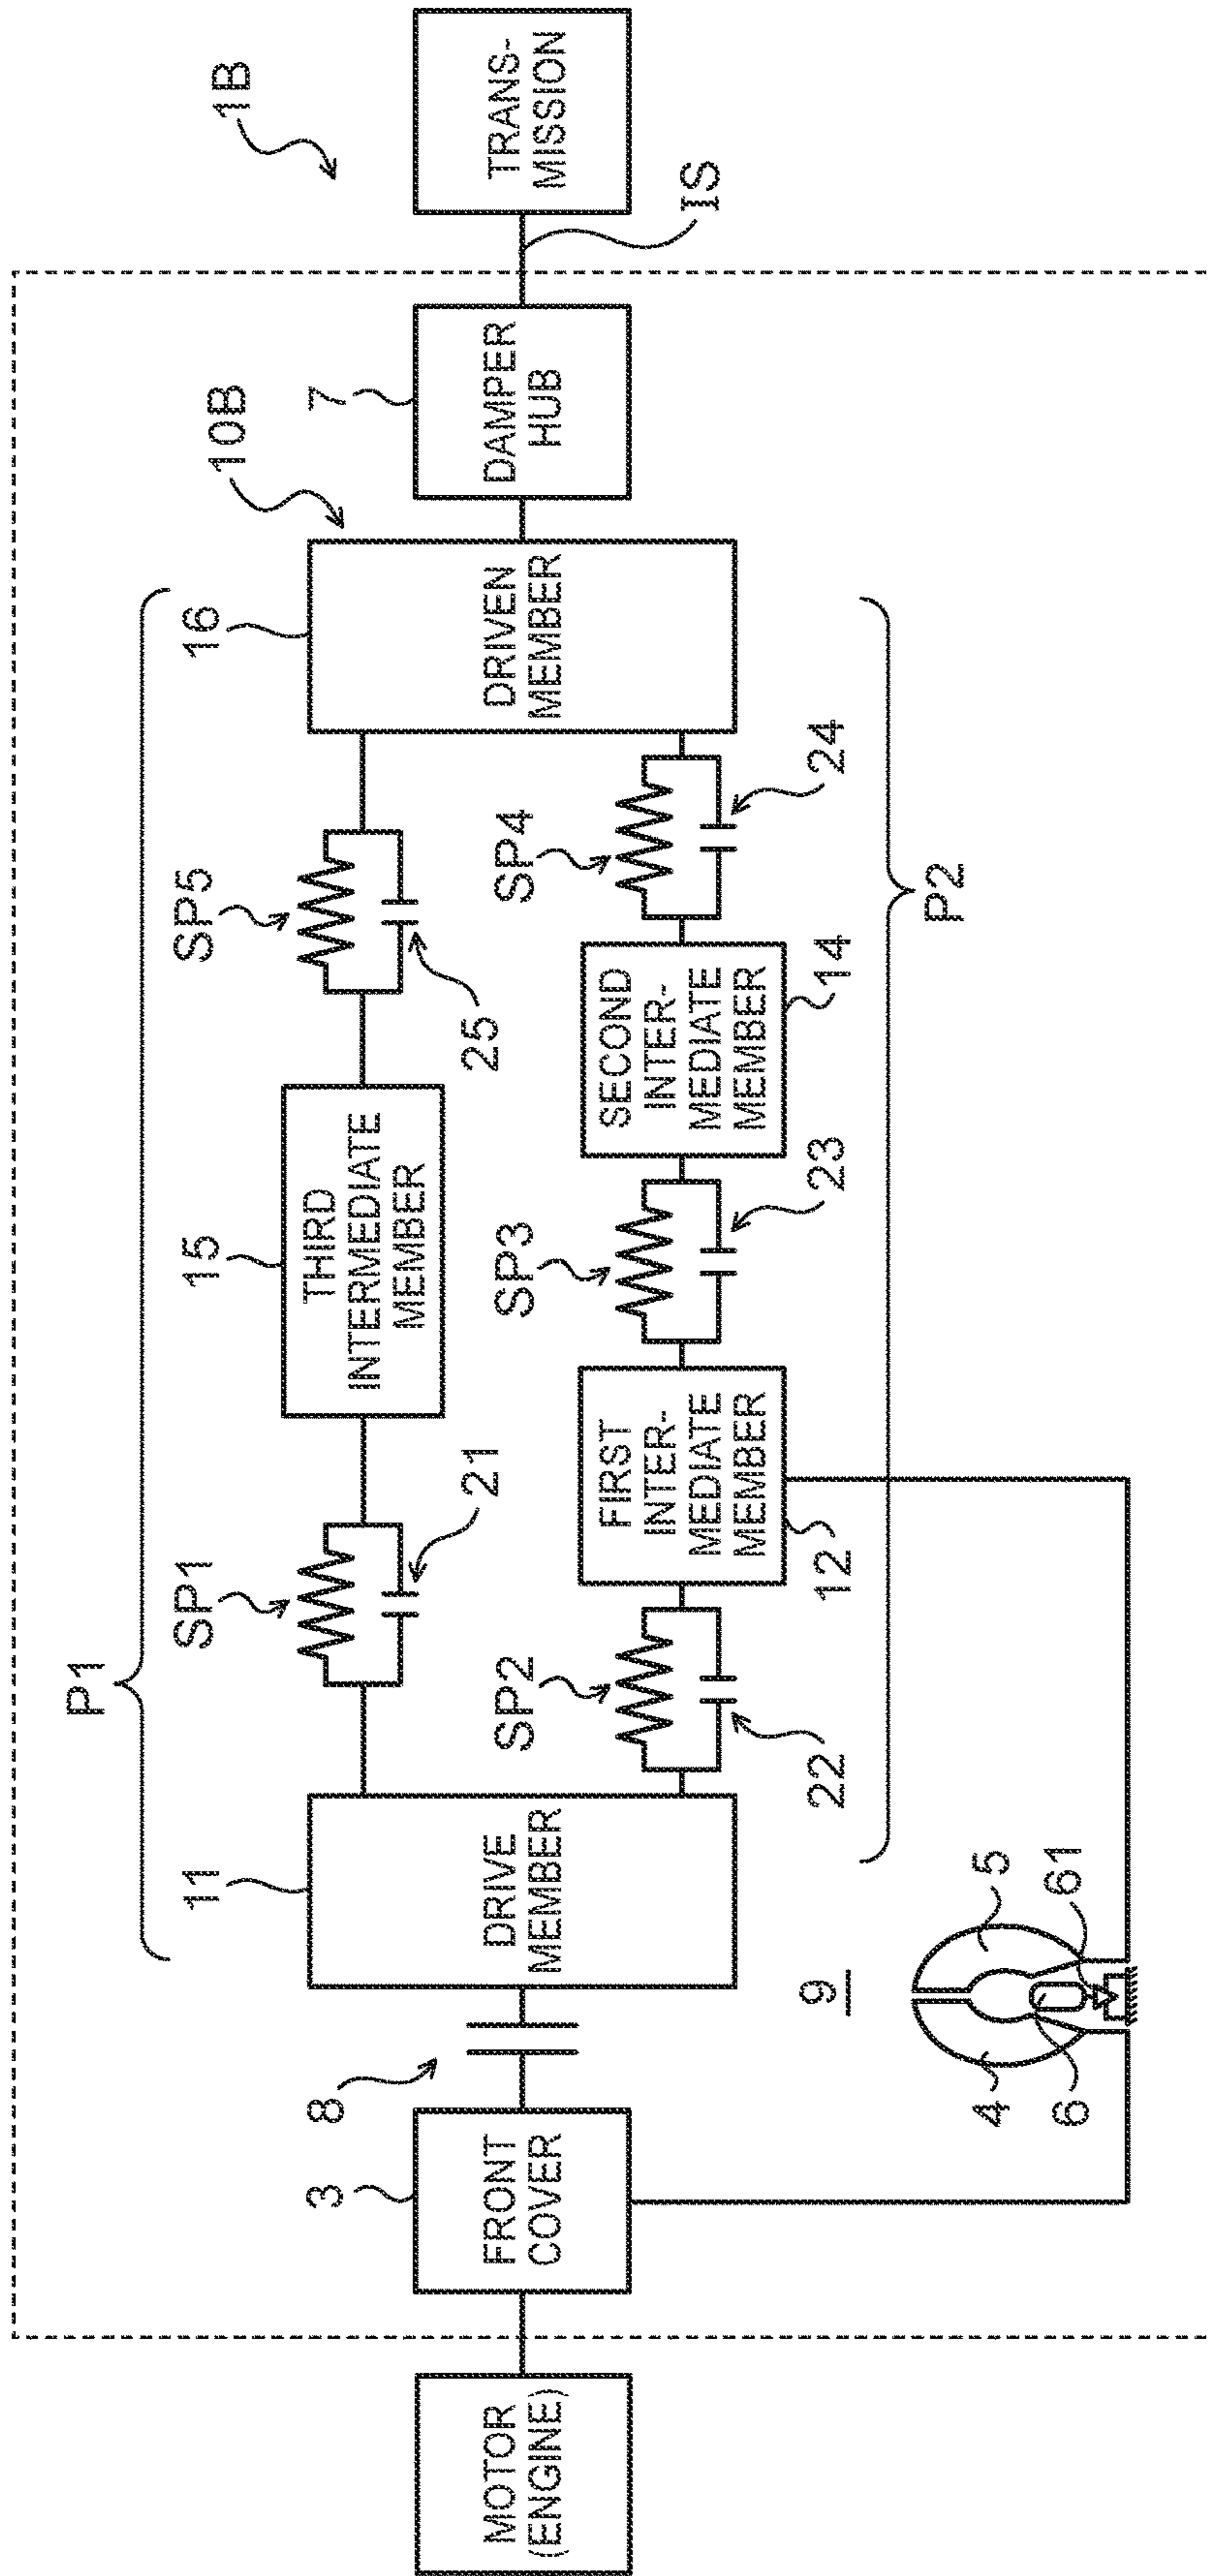 1B
10B
P1
11
SP1
21
15
SP5
25
16
7
MOTOR
(ENGINE)
3
FRONT
COVER
8
DRIVE
MEMBER
THIRD
INTERMEDIATE
MEMBER
DRIVEN
MEMBER
DAMPER
HUB
TRANS-
MISSION
IS
SP2
22
FIRST
INTER-
MEDIATE
MEMBER
12
SP3
23
SECOND
INTER-
MEDIATE
MEMBER
14
SP4
24
P2
9
4
5
6
61